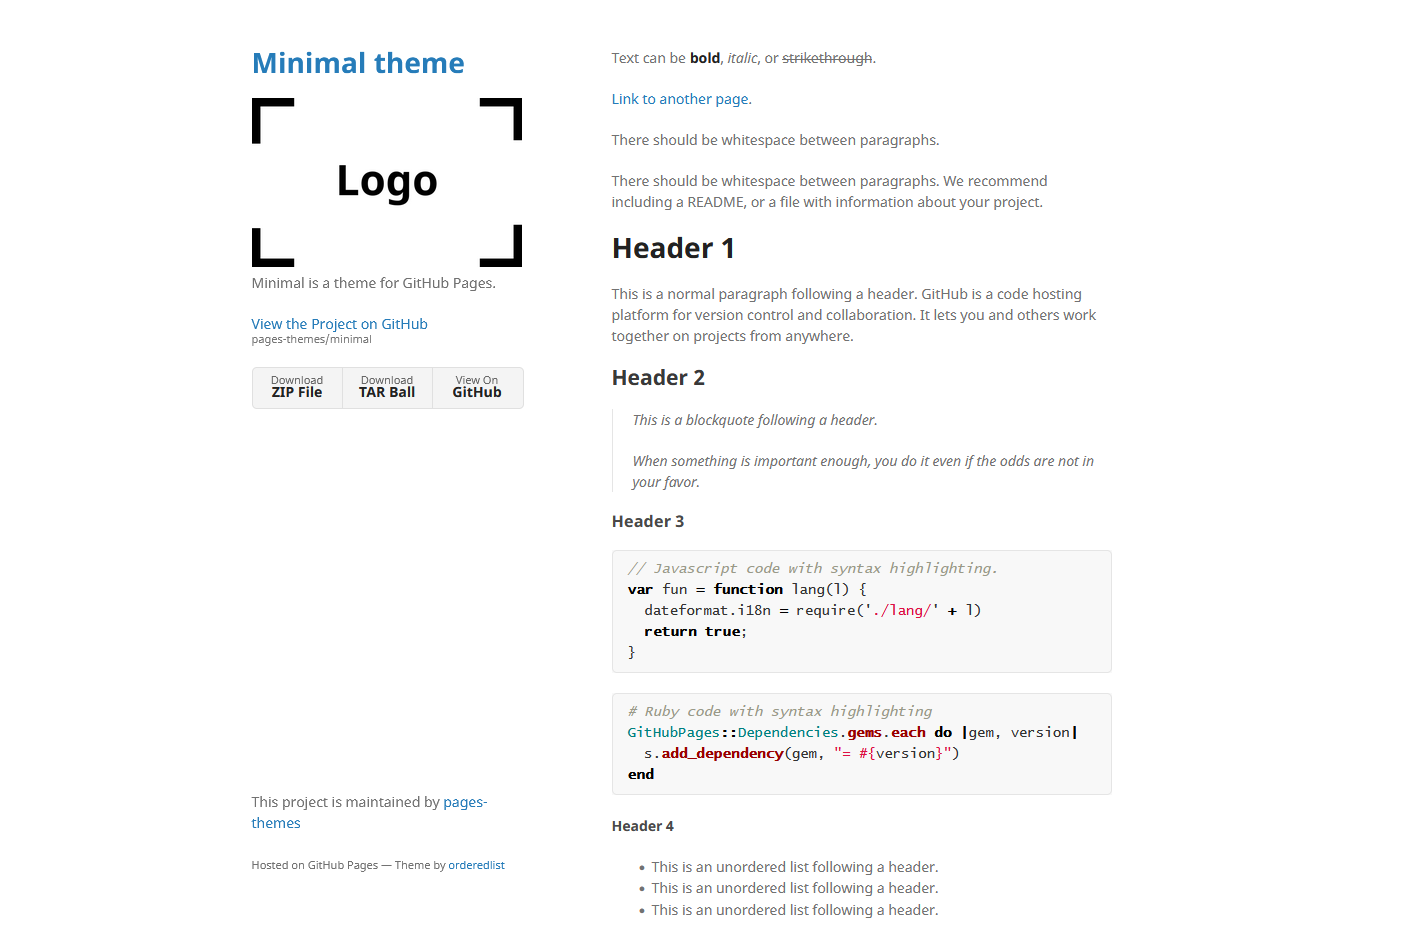 Minimal theme
Logo
Minimal is a theme for GitHub Pages.
View the Project on GitHub
pages-themes/minimal
Download
ZIP File
Download
TAR Ball
View On
GitHub
This project is maintained by pages-
themes
Hosted on GitHub Pages — Theme by orderedlist
Text can be bold, italic, or strikethrough.
Link to another page.
There should be whitespace between paragraphs.
There should be whitespace between paragraphs. We recommend
including a README, or a file with information about your project.
Header 1
This is a normal paragraph following a header. GitHub is a code hosting
platform for version control and collaboration. It lets you and others work
together on projects from anywhere.
Header 2
This is a blockquote following a header.
When something is important enough, you do it even if the odds are not in
your favor.
Header 3
// Javascript code with syntax highlighting.
var fun = function lang(l) {
  dateformat.i18n = require('./lang/' + l)
  return true;
}
# Ruby code with syntax highlighting
GitHubPages::Dependencies.gems.each do |gem, version|
  s.add_dependency(gem, "= #{version}")
end
Header 4
• This is an unordered list following a header.
• This is an unordered list following a header.
• This is an unordered list following a header.